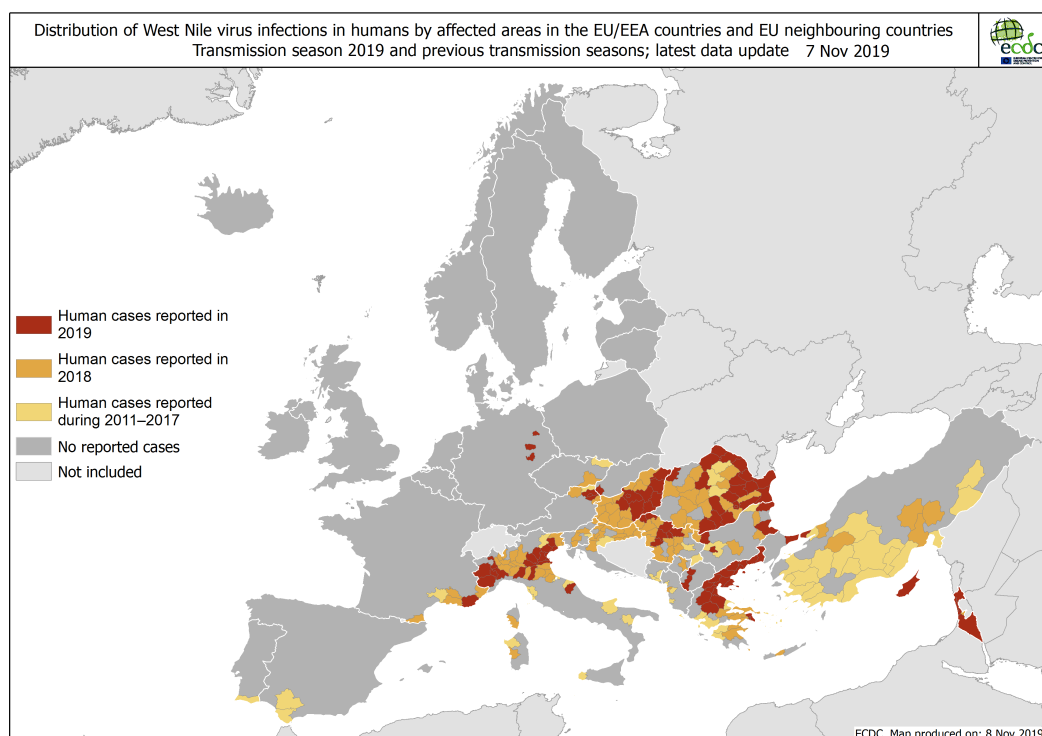 Distribution of West Nile virus infections in humans by affected areas in the EU/EEA countries and EU neighbouring countries
Transmission season 2019 and previous transmission seasons; latest data update 7 Nov 2019
ecdc
Human cases reported in
2019
Human cases reported in
2018
Human cases reported
during 2011–2017
No reported cases
Not included
ECDC. Map produced on: 8 Nov 2019